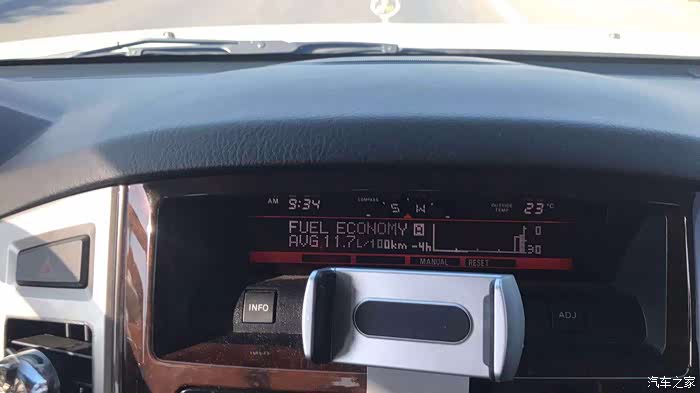 AM 9:34 COMPASS S W OUTSIDE TEMP 23 °C
FUEL ECONOMY A 0
AVG 11.7L/100km -4h 30
MANUAL RESET
INFO
ADJ
汽车之家